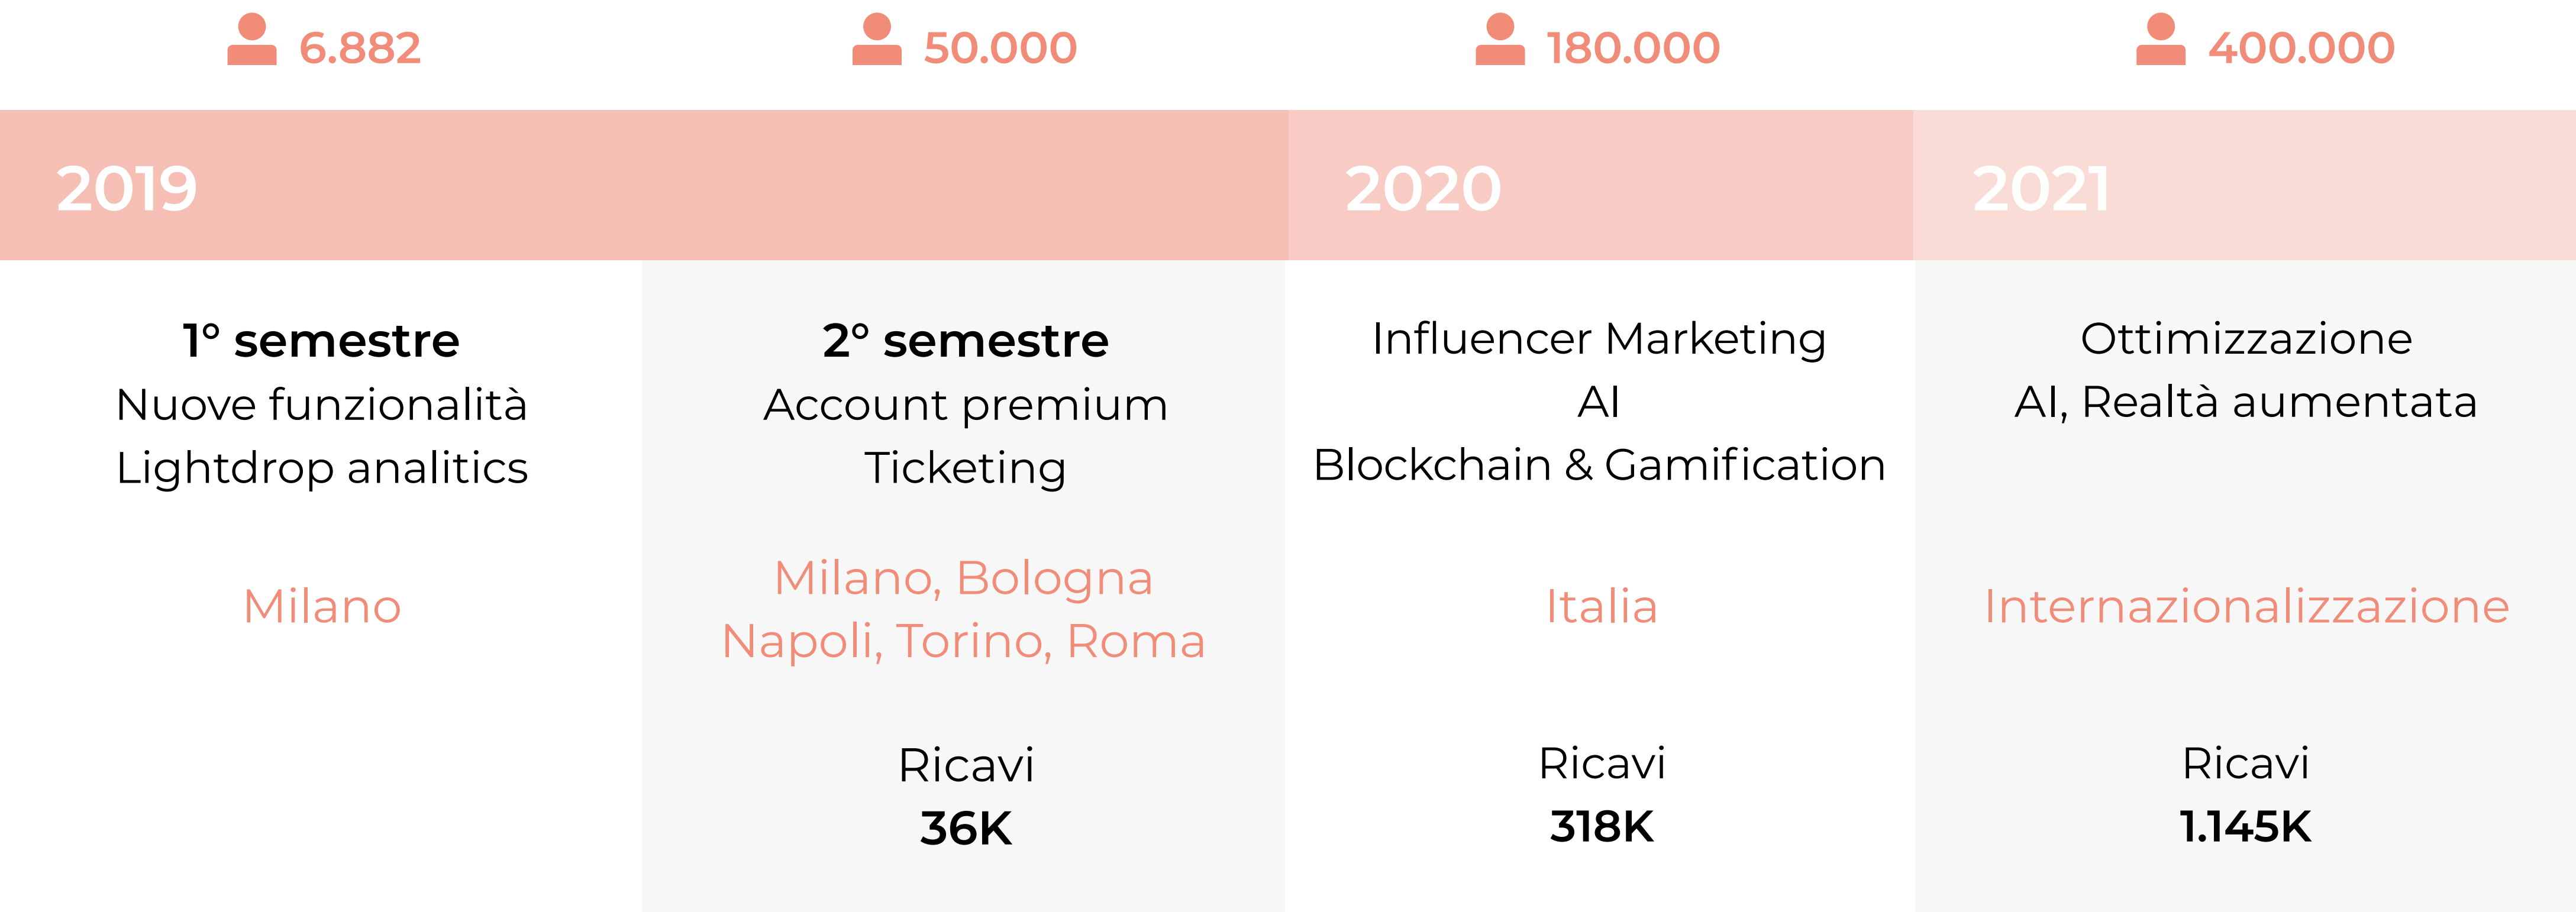 6.882
50.000
180.000
400.000
2019
2020
2021
1° semestre
Nuove funzionalità
Lightdrop analitics
Milano
2° semestre
Account premium
Ticketing
Milano, Bologna
Napoli, Torino, Roma
Ricavi
36K
Influencer Marketing
AI
Blockchain & Gamification
Italia
Ricavi
318K
Ottimizzazione
AI, Realtà aumentata
Internazionalizzazione
Ricavi
1.145K